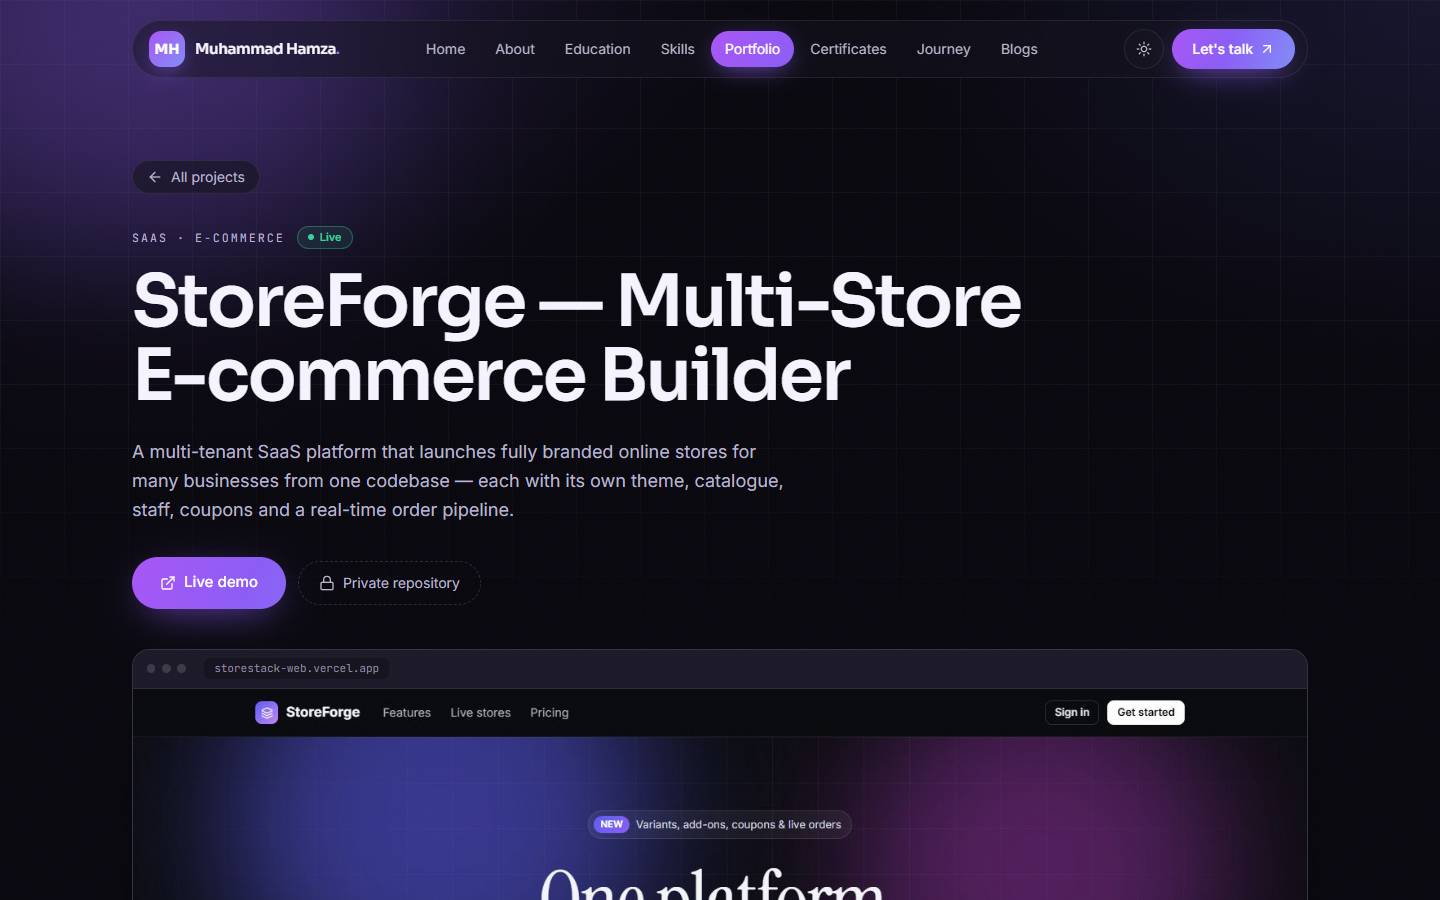 MH Muhammad Hamza. Home About Education Skills Portfolio Certificates Journey Blogs Let's talk
All projects
SAAS · E-COMMERCE Live
StoreForge — Multi-Store
E-commerce Builder
A multi-tenant SaaS platform that launches fully branded online stores for
many businesses from one codebase — each with its own theme, catalogue,
staff, coupons and a real-time order pipeline.
Live demo Private repository
storestack-web.vercel.app
StoreForge Features Live stores Pricing Sign in Get started
NEW Variants, add-ons, coupons & live orders
One platform